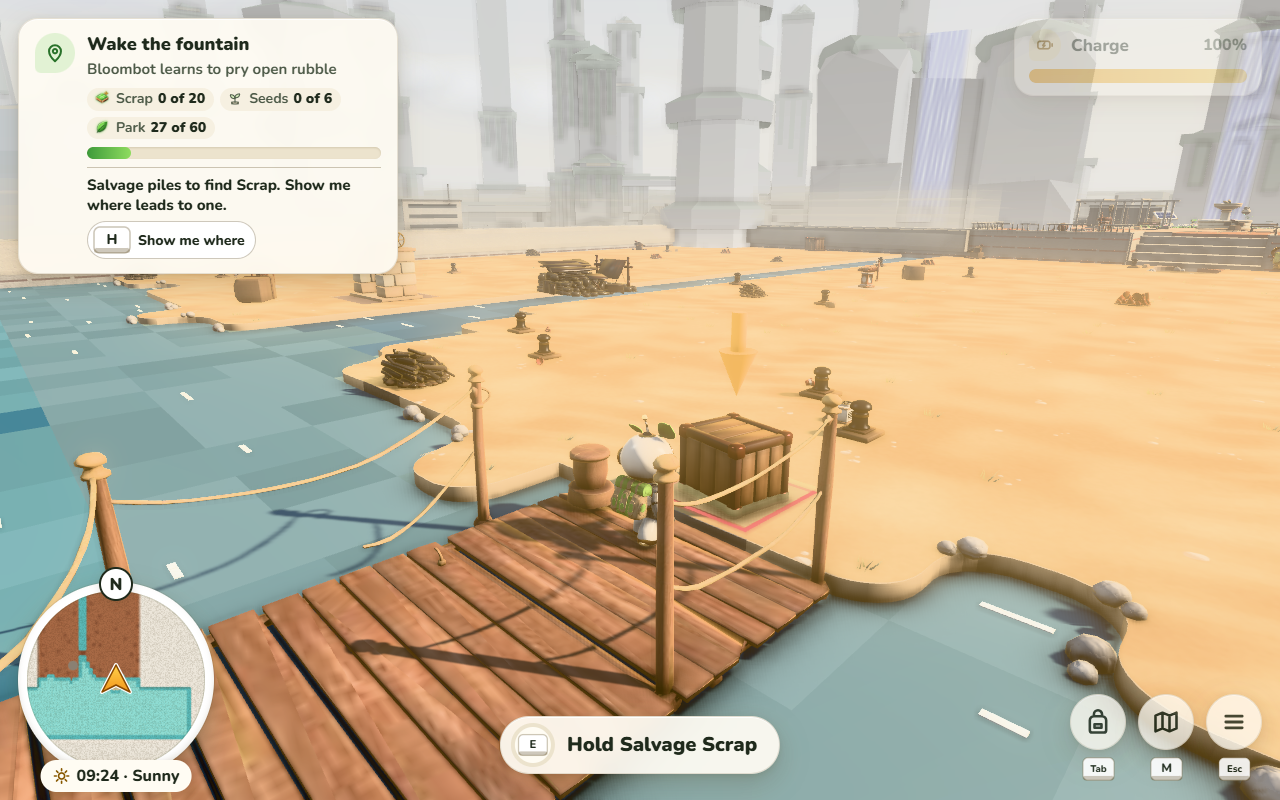 Wake the fountain
Bloombot learns to pry open rubble
Scrap 0 of 20 Seeds 0 of 6
Park 27 of 60
Salvage piles to find Scrap. Show me
where leads to one.
H Show me where
Charge 100%
N
09:24 · Sunny
E Hold Salvage Scrap
Tab M Esc